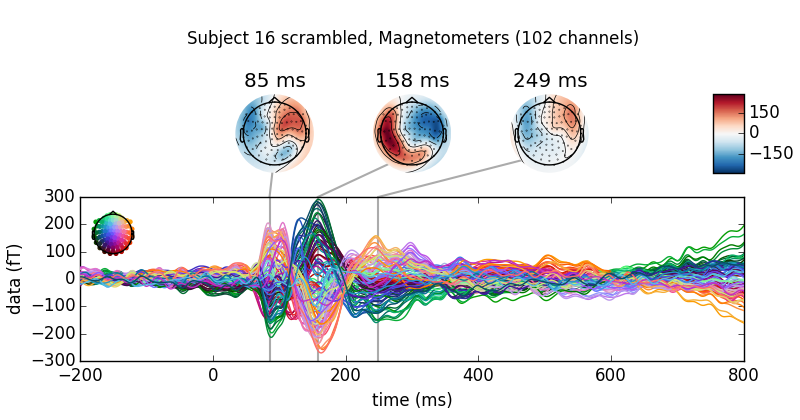 Subject 16 scrambled, Magnetometers (102 channels)
85 ms 158 ms 249 ms
150
0
−150
300
200
100
0
−100
−200
−300
data (fT)
−200 0 200 400 600 800
time (ms)